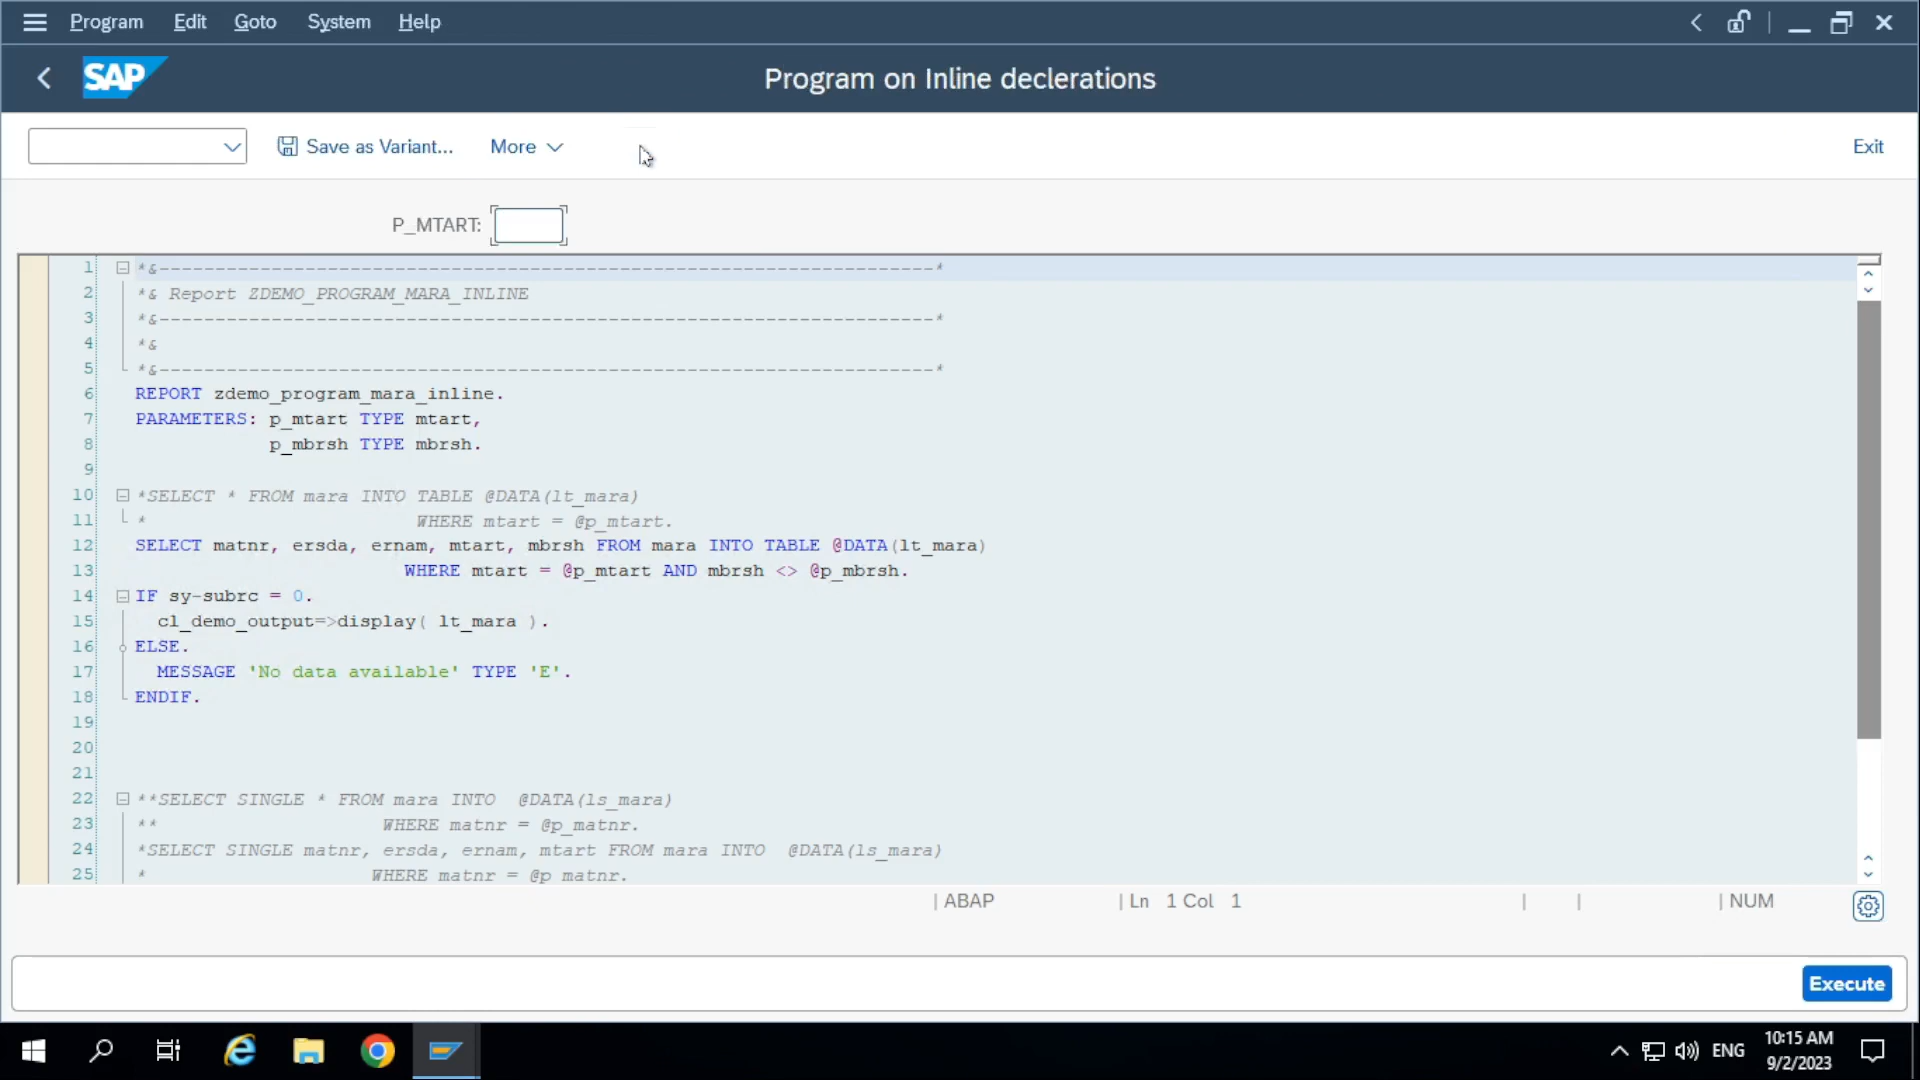 Program Edit Goto System Help
SAP
Program on Inline declerations
Save as Variant... More Exit
P_MTART:
1 *&---------------------------------------------------------------------*
2 *& Report ZDEMO_PROGRAM_MARA_INLINE
3 *&---------------------------------------------------------------------*
4 *&
5 *&---------------------------------------------------------------------*
6 REPORT zdemo_program_mara_inline.
7 PARAMETERS: p_mtart TYPE mtart,
8 p_mbrsh TYPE mbrsh.
9
10 *SELECT * FROM mara INTO TABLE @DATA(lt_mara)
11 * WHERE mtart = @p_mtart.
12 SELECT matnr, ersda, ernam, mtart, mbrsh FROM mara INTO TABLE @DATA(lt_mara)
13 WHERE mtart = @p_mtart AND mbrsh <> @p_mbrsh.
14 IF sy-subrc = 0.
15 cl_demo_output=>display( lt_mara ).
16 ELSE.
17 MESSAGE 'No data available' TYPE 'E'.
18 ENDIF.
19
20
21
22 **SELECT SINGLE * FROM mara INTO @DATA(ls_mara)
23 ** WHERE matnr = @p_matnr.
24 *SELECT SINGLE matnr, ersda, ernam, mtart FROM mara INTO @DATA(ls_mara)
25 * WHERE matnr = @p_matnr.
| ABAP | Ln 1 Col 1 | | | NUM
Execute
ENG
10:15 AM
9/2/2023